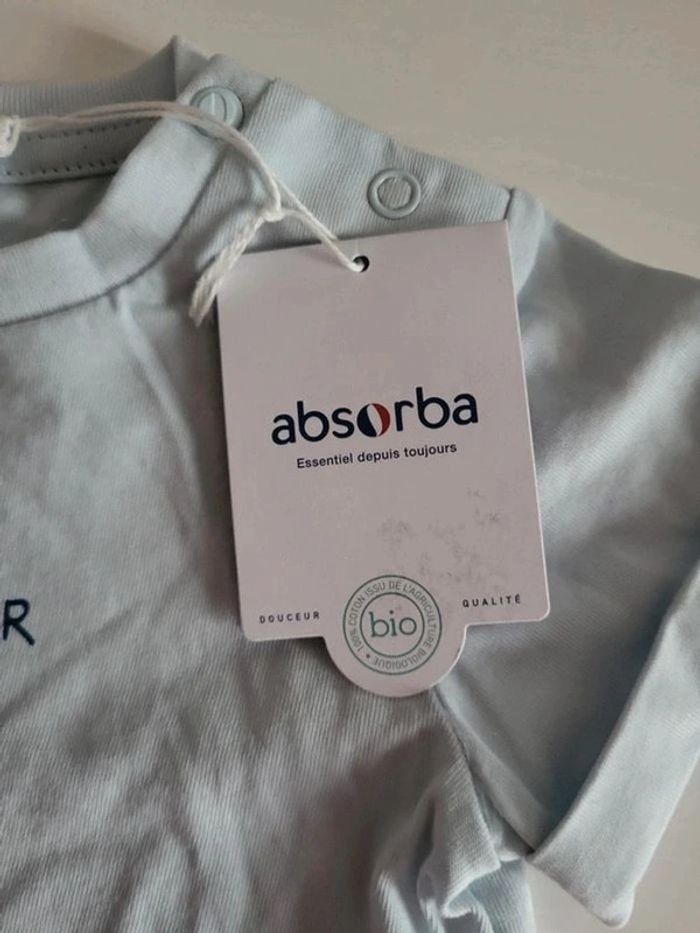 absorba
Essentiel depuis toujours
DOUCEUR
100% COTON ISSU DE L'AGRICULTURE BIOLOGIQUE
bio
QUALITÉ
R